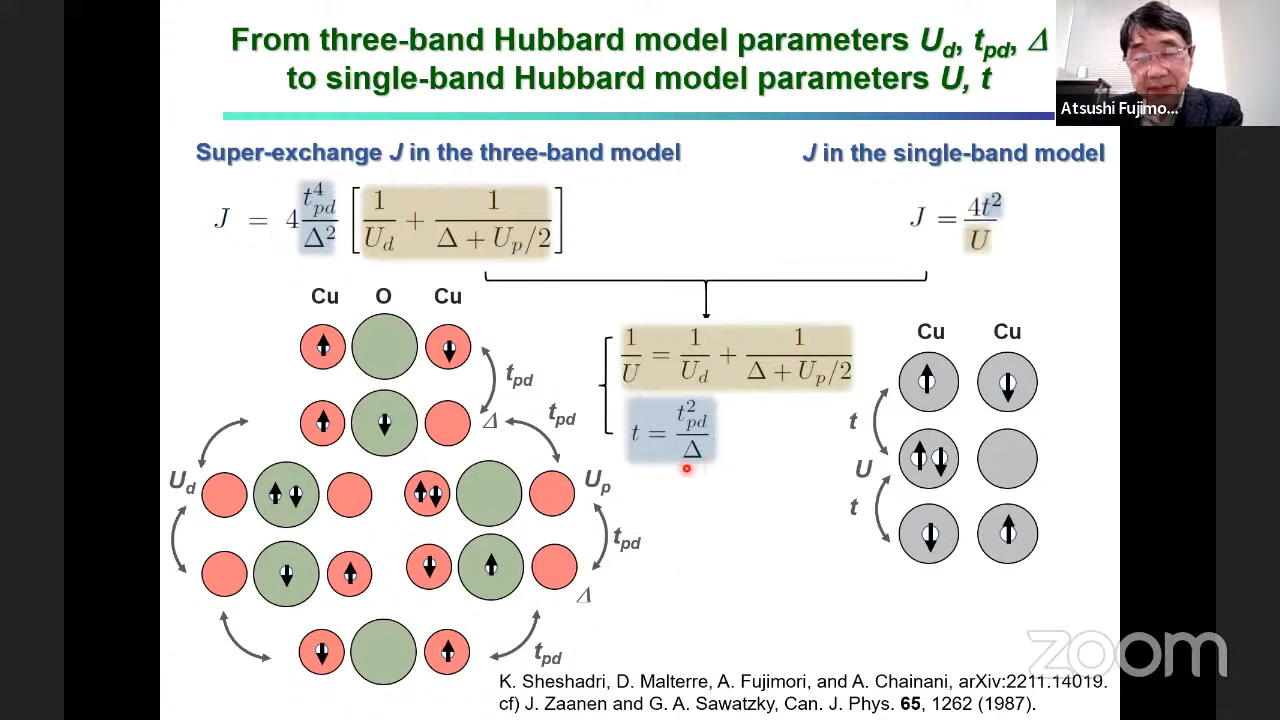 From three-band Hubbard model parameters U_d, t_pd, Δ
to single-band Hubbard model parameters U, t
Atsushi Fujimo...
Super-exchange J in the three-band model
J in the single-band model
J = 4 t_pd^4/Δ^2 [1/U_d + 1/(Δ + U_p/2)]
J = 4t^2/U
Cu O Cu
1/U = 1/U_d + 1/(Δ + U_p/2)
t = t_pd^2/Δ
Cu Cu
t_pd
Δ
t_pd
U_d
U_p
t_pd
Δ
t_pd
t
U
t
zoom
K. Sheshadri, D. Malterre, A. Fujimori, and A. Chainani, arXiv:2211.14019.
cf) J. Zaanen and G. A. Sawatzky, Can. J. Phys. 65, 1262 (1987).